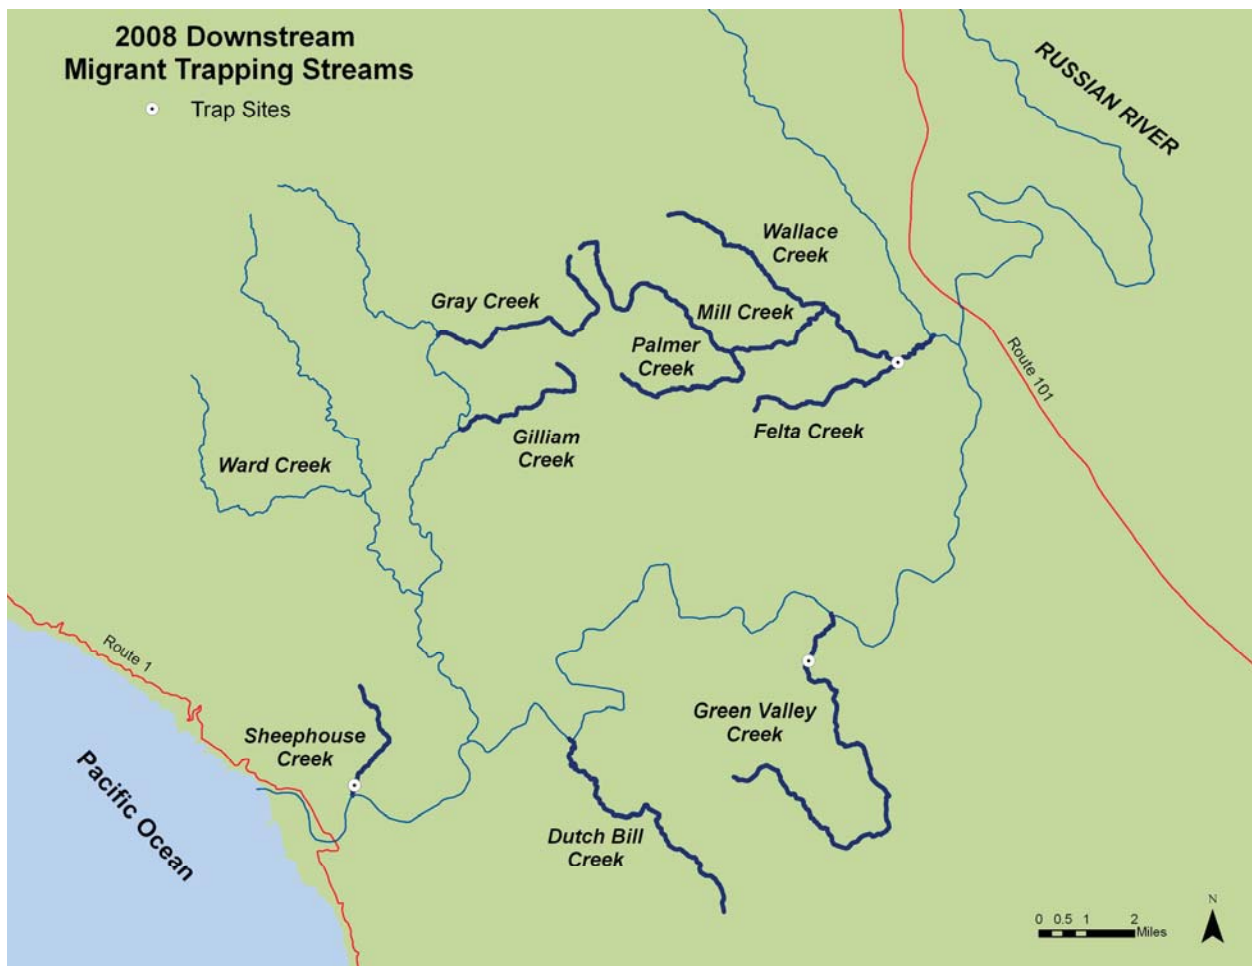 2008 Downstream
Migrant Trapping Streams
Trap Sites
RUSSIAN RIVER
Wallace
Creek
Gray Creek
Mill Creek
Palmer
Creek
Route 101
Felta Creek
Gilliam
Creek
Ward Creek
Route 1
Green Valley
Creek
Sheephouse
Creek
Pacific Ocean
Dutch Bill
Creek
N
0 0.5 1 2
Miles